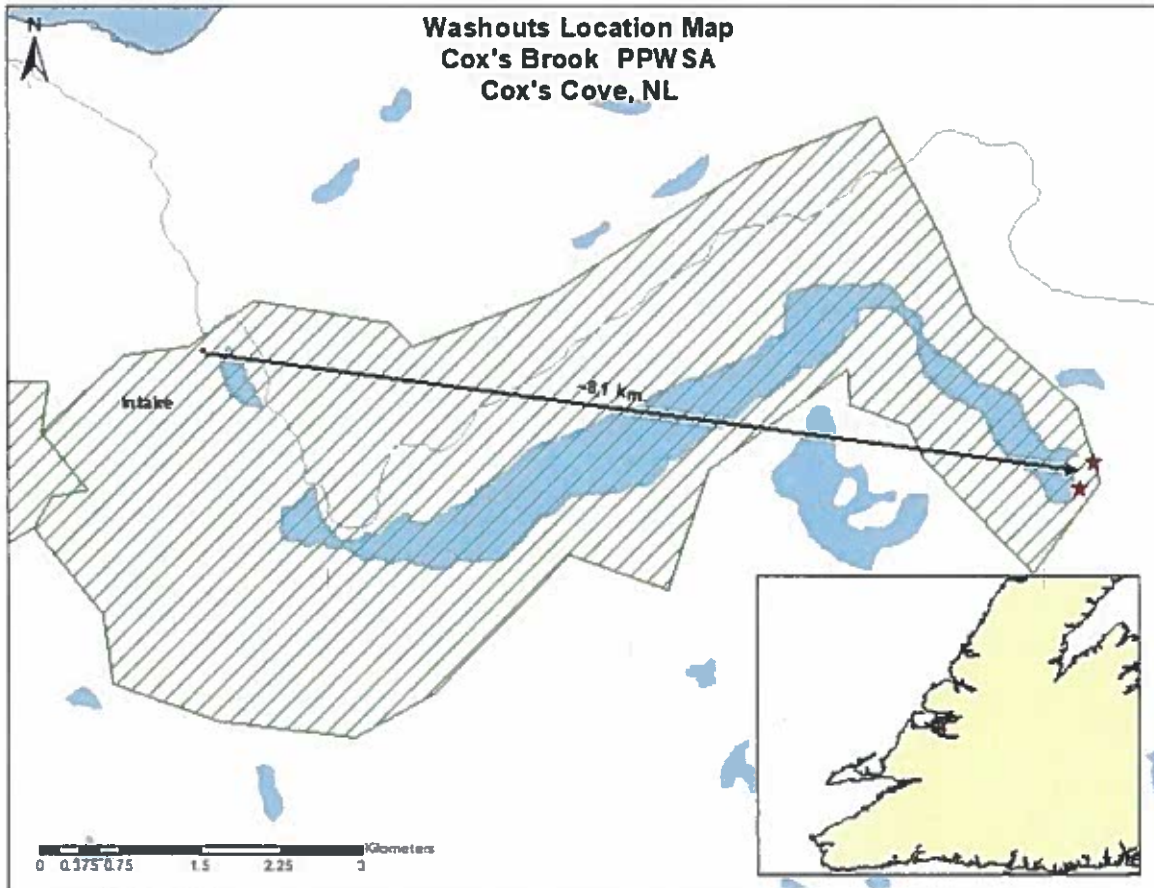 N
Washouts Location Map
Cox's Brook PPWSA
Cox's Cove, NL
~8.1 km
Intake
Kilometers
0 0.375 0.75 1.5 2.25 3